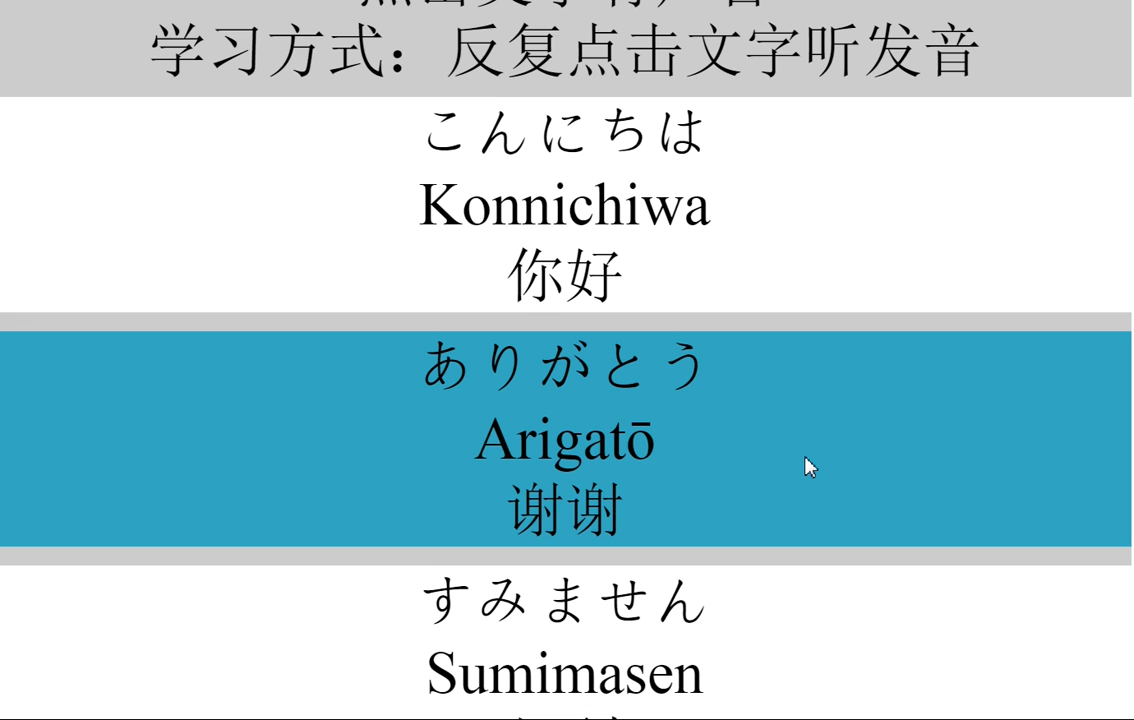 学习方式：反复点击文字听发音
こんにちは
Konnichiwa
你好
ありがとう
Arigatō
谢谢
すみません
Sumimasen